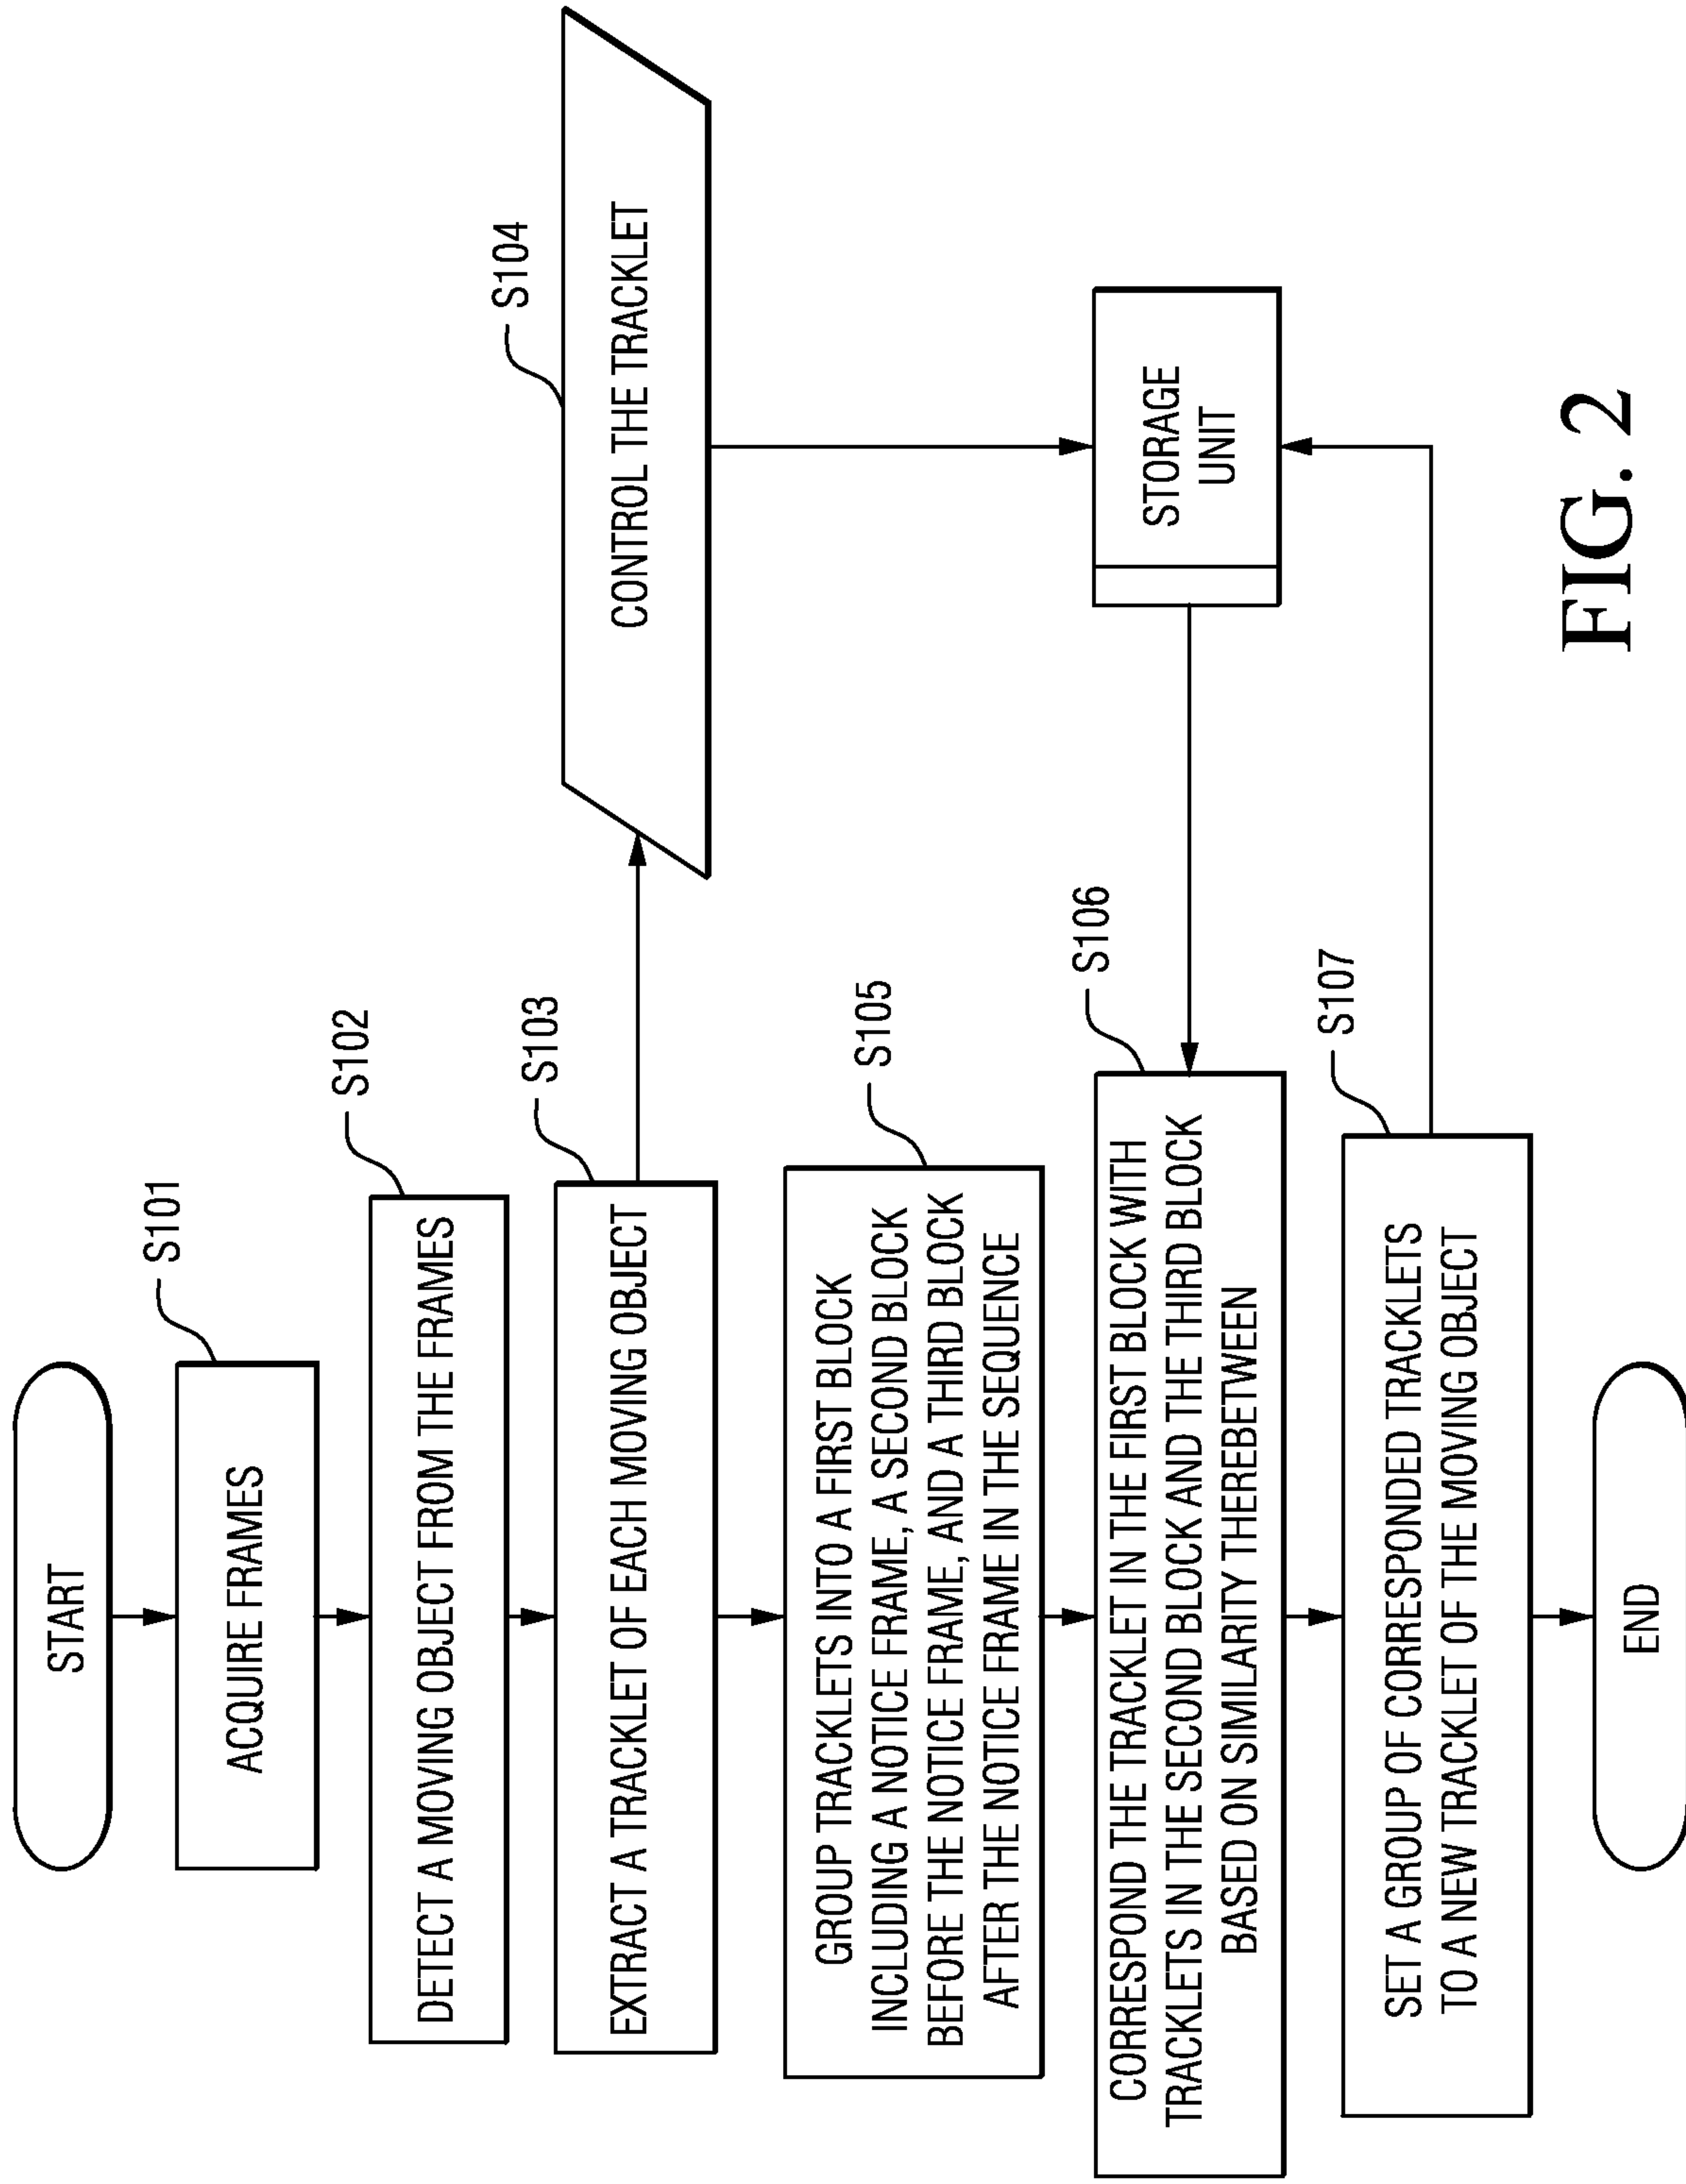 START
S101
ACQUIRE FRAMES
S102
DETECT A MOVING OBJECT FROM THE FRAMES
S103
EXTRACT A TRACKLET OF EACH MOVING OBJECT
S104
CONTROL THE TRACKLET
S105
GROUP TRACKLETS INTO A FIRST BLOCK
INCLUDING A NOTICE FRAME, A SECOND BLOCK
BEFORE THE NOTICE FRAME, AND A THIRD BLOCK
AFTER THE NOTICE FRAME IN THE SEQUENCE
S106
CORRESPOND THE TRACKLET IN THE FIRST BLOCK WITH
TRACKLETS IN THE SECOND BLOCK AND THE THIRD BLOCK
BASED ON SIMILARITY THEREBETWEEN
STORAGE
UNIT
S107
SET A GROUP OF CORRESPONDED TRACKLETS
TO A NEW TRACKLET OF THE MOVING OBJECT
END
FIG. 2